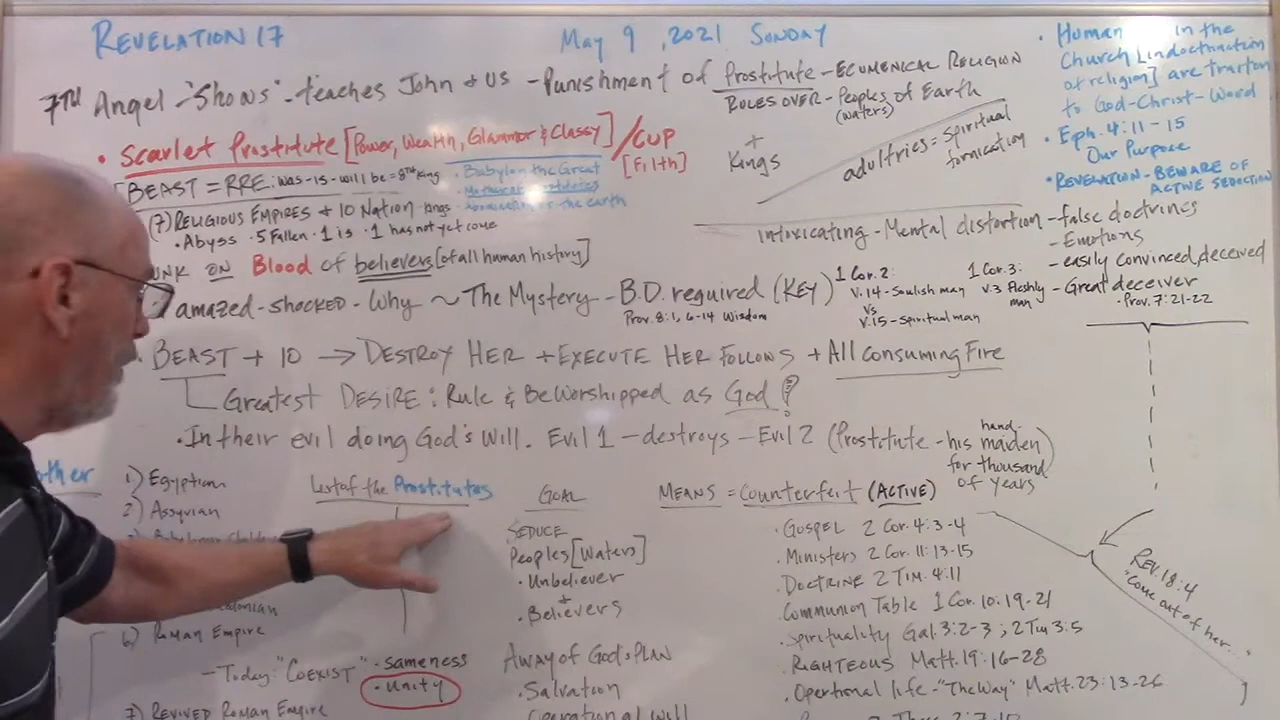 REVELATION 17
May 9, 2021 SUNDAY
7TH Angel-"Shows"-teaches John & US - Punishment of Prostitute - ECUMENICAL RELIGION
RULES OVER - Peoples of Earth
(waters)
+
Kings
adultries = Spiritual
fornication
• Human in the
Church [indoctrination
of religion] are
to God-Christ-Word
• Eph. 4:11-15
Our Purpose
• REVELATION - BEWARE OF
ACTIVE SEDUCTION
• Scarlet Prostitute [Power, Wealth, Glammor & Classy] / CUP
[Filth]
[BEAST = RRE: was-is-will be = 8TH King
• Babylon the Great
• Mother of Prostitutes
of the earth
(7) RELIGIOUS EMPIRES + 10 Nation kings
• Abyss • 5 Fallen • 1 is • 1 has not yet come
ON Blood of believers [of all human history]
intoxicating - Mental distortion - false doctrines
- Emotions
- easily convinced, deceived
- Great deceiver
• Prov. 7:21-22
amazed-shocked - Why ~ The Mystery - B.D. required (KEY)
Prov. 8:1, 6-14 Wisdom
1 Cor. 2:
v.14 - Soulish man
vs
v.15 - Spiritual man
1 Cor. 3:
v.3 Fleshly
man
• BEAST + 10 → DESTROY HER + EXECUTE HER FOLLOWS + All Consuming Fire
Greatest DESIRE: Rule & Be Worshipped as God!
• In their evil doing God's Will. Evil 1 - destroys - Evil 2 (Prostitute - his hand-
maiden)
for thousand
of years
1) Egyptian
2) Assyrian
6) Roman Empire
- Today: "COEXIST" • sameness
• Unity
7) REVIVED ROMAN EMPIRE
List of the Prostitutes
GOAL
SEDUCE
Peoples [Waters]
• Unbeliever
+
• Believers
Away of God's PLAN
• Salvation
Operational Will
MEANS = Counterfeit (ACTIVE)
• GOSPEL 2 Cor. 4:3-4
• Ministers 2 Cor. 11:13-15
• DOCTRINE 2 TIM. 4:11
• Communion Table 1 Cor. 10:19-21
• Spirituality Gal. 3:2-3; 2 Tim 3:5
• RIGHTEOUS Matt. 19:16-28
• Opertional life - "The Way" Matt. 23:13-26
REV. 18:4
"Come out of her..."